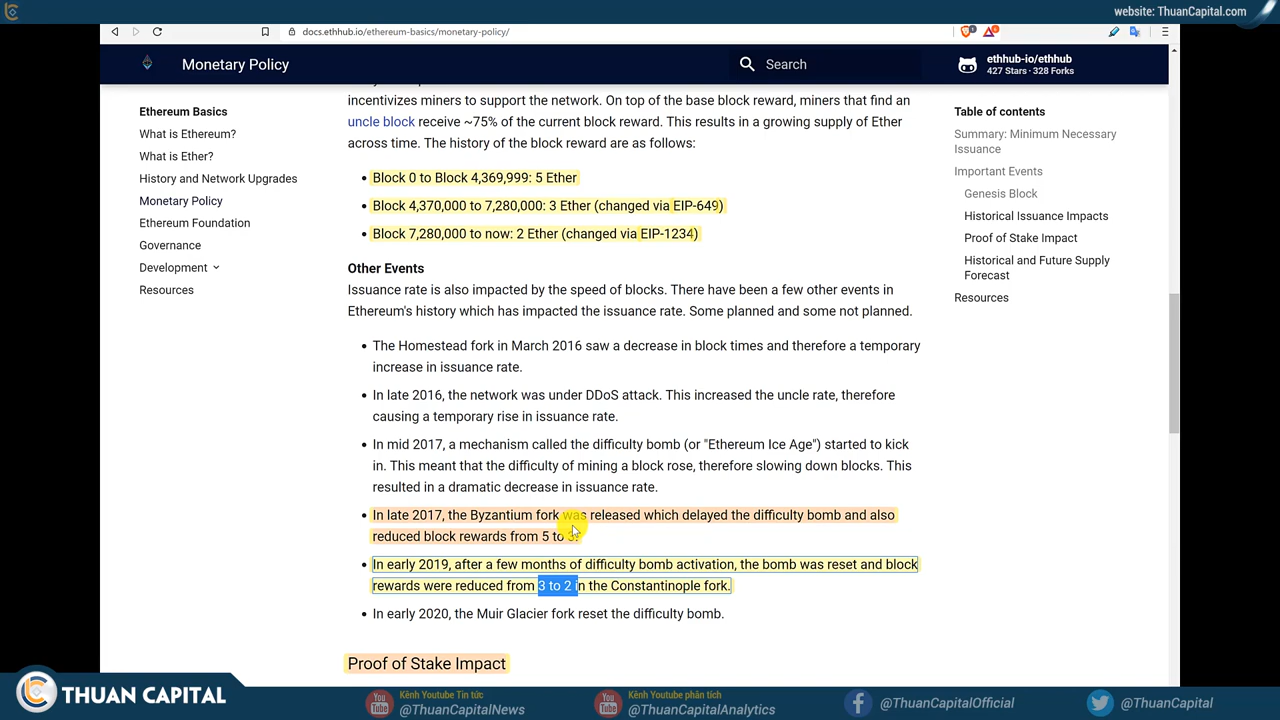 website: ThuanCapital.com
docs.ethhub.io/ethereum-basics/monetary-policy/
Monetary Policy
Search
ethhub-io/ethhub
427 Stars · 328 Forks
Ethereum Basics
What is Ethereum?
What is Ether?
History and Network Upgrades
Monetary Policy
Ethereum Foundation
Governance
Development
Resources
incentivizes miners to support the network. On top of the base block reward, miners that find an
uncle block receive ~75% of the current block reward. This results in a growing supply of Ether
across time. The history of the block reward are as follows:
• Block 0 to Block 4,369,999: 5 Ether
• Block 4,370,000 to 7,280,000: 3 Ether (changed via EIP-649)
• Block 7,280,000 to now: 2 Ether (changed via EIP-1234)
Other Events
Issuance rate is also impacted by the speed of blocks. There have been a few other events in
Ethereum's history which has impacted the issuance rate. Some planned and some not planned.
• The Homestead fork in March 2016 saw a decrease in block times and therefore a temporary
increase in issuance rate.
• In late 2016, the network was under DDoS attack. This increased the uncle rate, therefore
causing a temporary rise in issuance rate.
• In mid 2017, a mechanism called the difficulty bomb (or "Ethereum Ice Age") started to kick
in. This meant that the difficulty of mining a block rose, therefore slowing down blocks. This
resulted in a dramatic decrease in issuance rate.
• In late 2017, the Byzantium fork was released which delayed the difficulty bomb and also
reduced block rewards from 5 to 3.
• In early 2019, after a few months of difficulty bomb activation, the bomb was reset and block
rewards were reduced from 3 to 2 in the Constantinople fork.
• In early 2020, the Muir Glacier fork reset the difficulty bomb.
Proof of Stake Impact
Table of contents
Summary: Minimum Necessary
Issuance
Important Events
Genesis Block
Historical Issuance Impacts
Proof of Stake Impact
Historical and Future Supply
Forecast
Resources
THUAN CAPITAL
Kênh Youtube Tin tức
@ThuanCapitalNews
Kênh Youtube phân tích
@ThuanCapitalAnalytics
@ThuanCapitalOfficial
@ThuanCapital